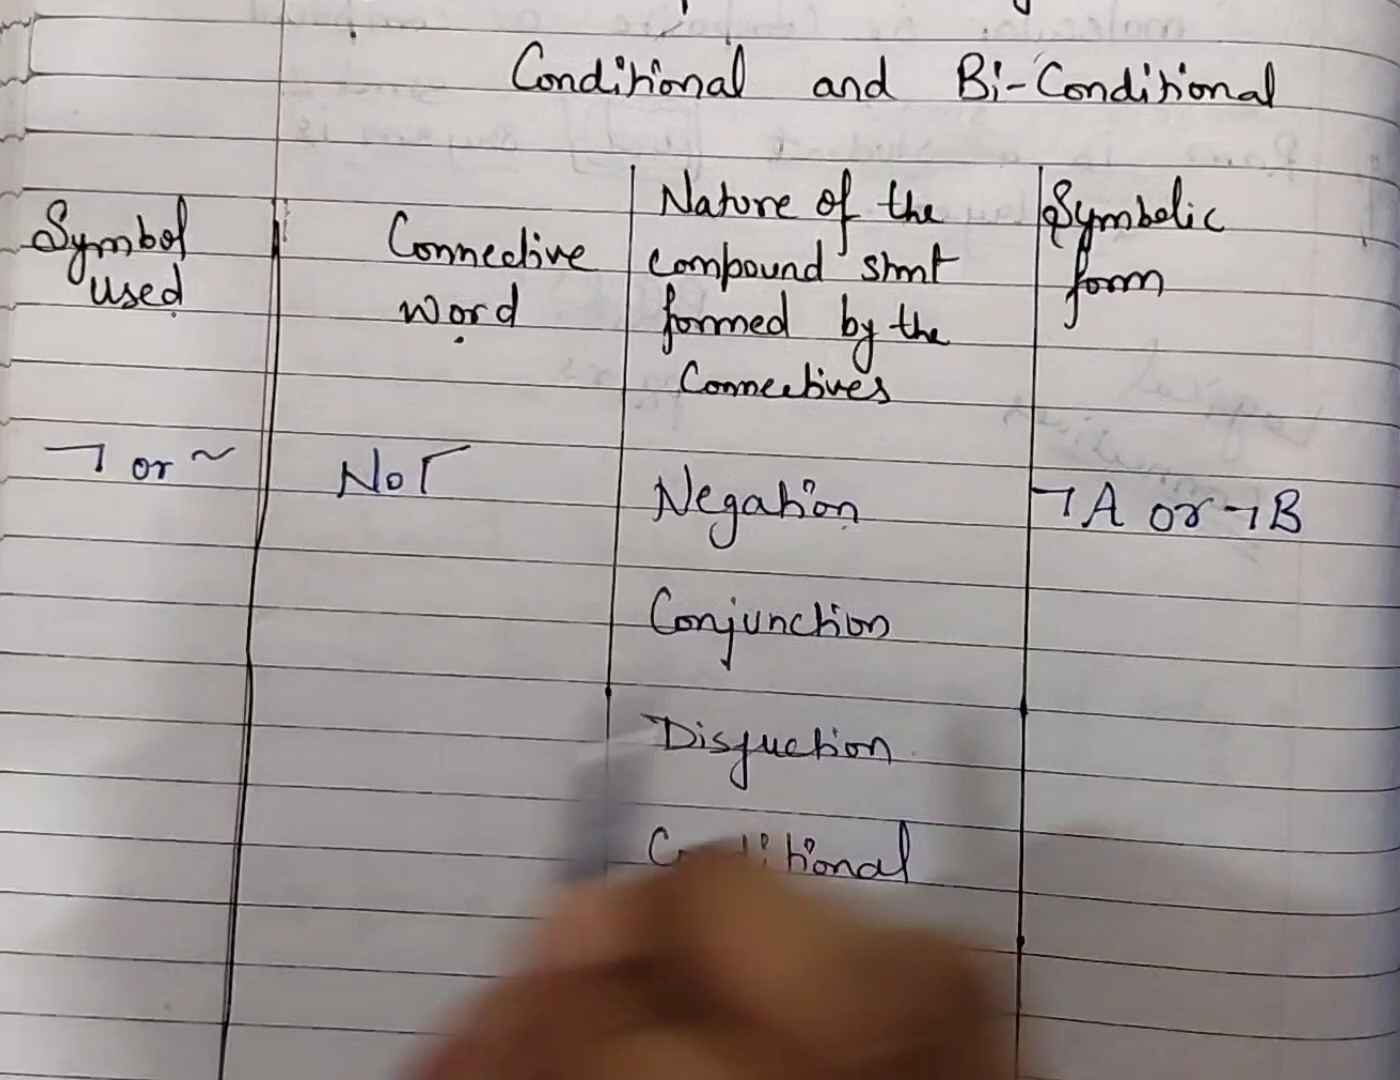 Conditional and Bi-Conditional
Symbol used
Connective word
Nature of the compound stmt formed by the Connectives
Symbolic form
¬ or ~
NOT
Negation
¬A or ¬B
Conjunction
Disjuction
Conditional